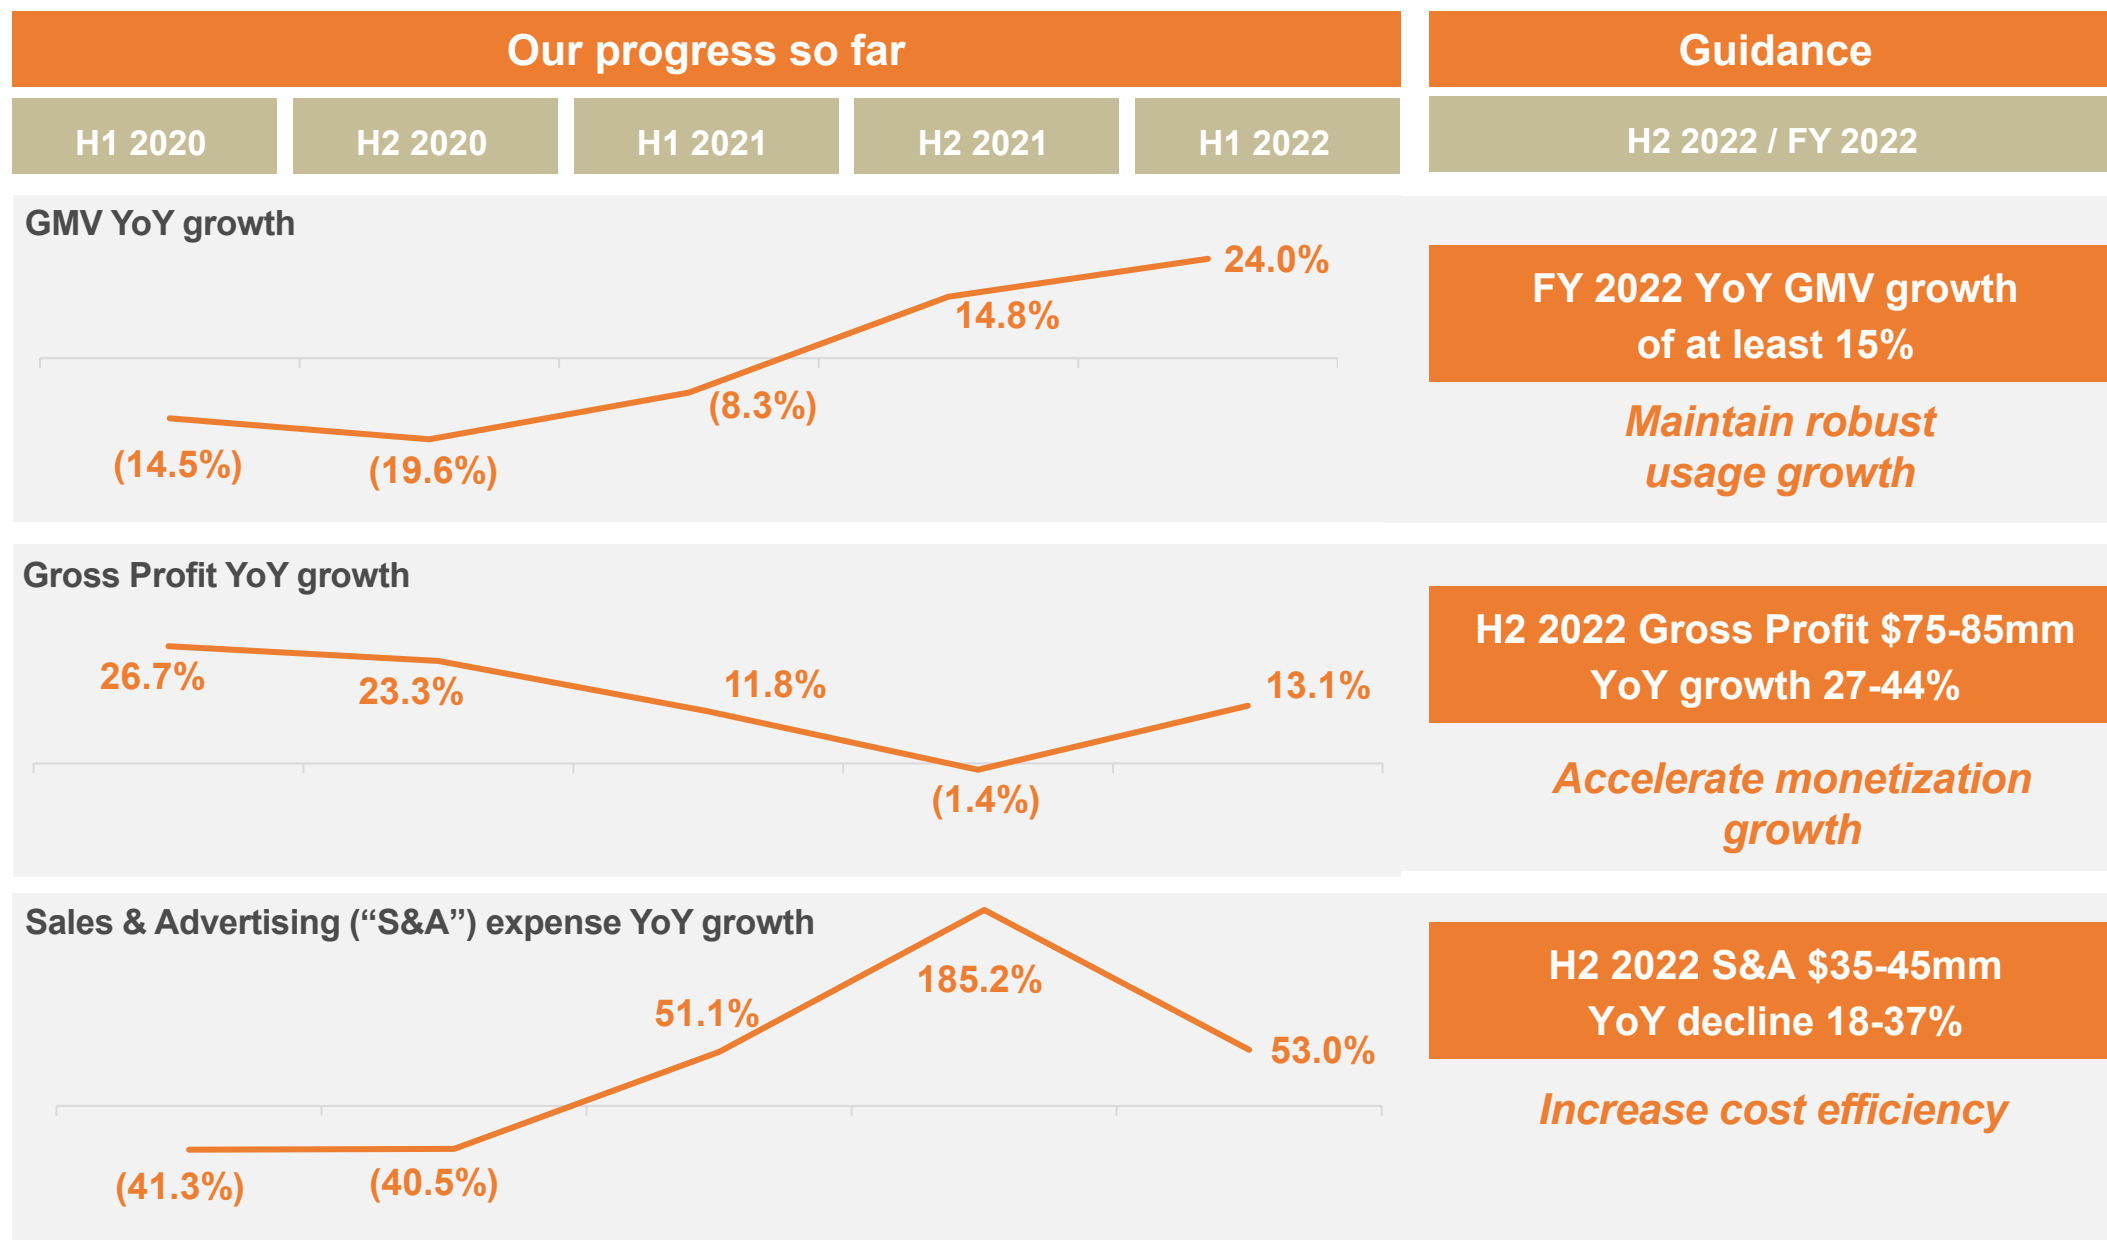 Our progress so far
Guidance
H1 2020
H2 2020
H1 2021
H2 2021
H1 2022
H2 2022 / FY 2022
GMV YoY growth
(14.5%)
(19.6%)
(8.3%)
14.8%
24.0%
FY 2022 YoY GMV growth
of at least 15%
Maintain robust
usage growth
Gross Profit YoY growth
26.7%
23.3%
11.8%
(1.4%)
13.1%
H2 2022 Gross Profit $75-85mm
YoY growth 27-44%
Accelerate monetization
growth
Sales & Advertising (“S&A”) expense YoY growth
(41.3%)
(40.5%)
51.1%
185.2%
53.0%
H2 2022 S&A $35-45mm
YoY decline 18-37%
Increase cost efficiency